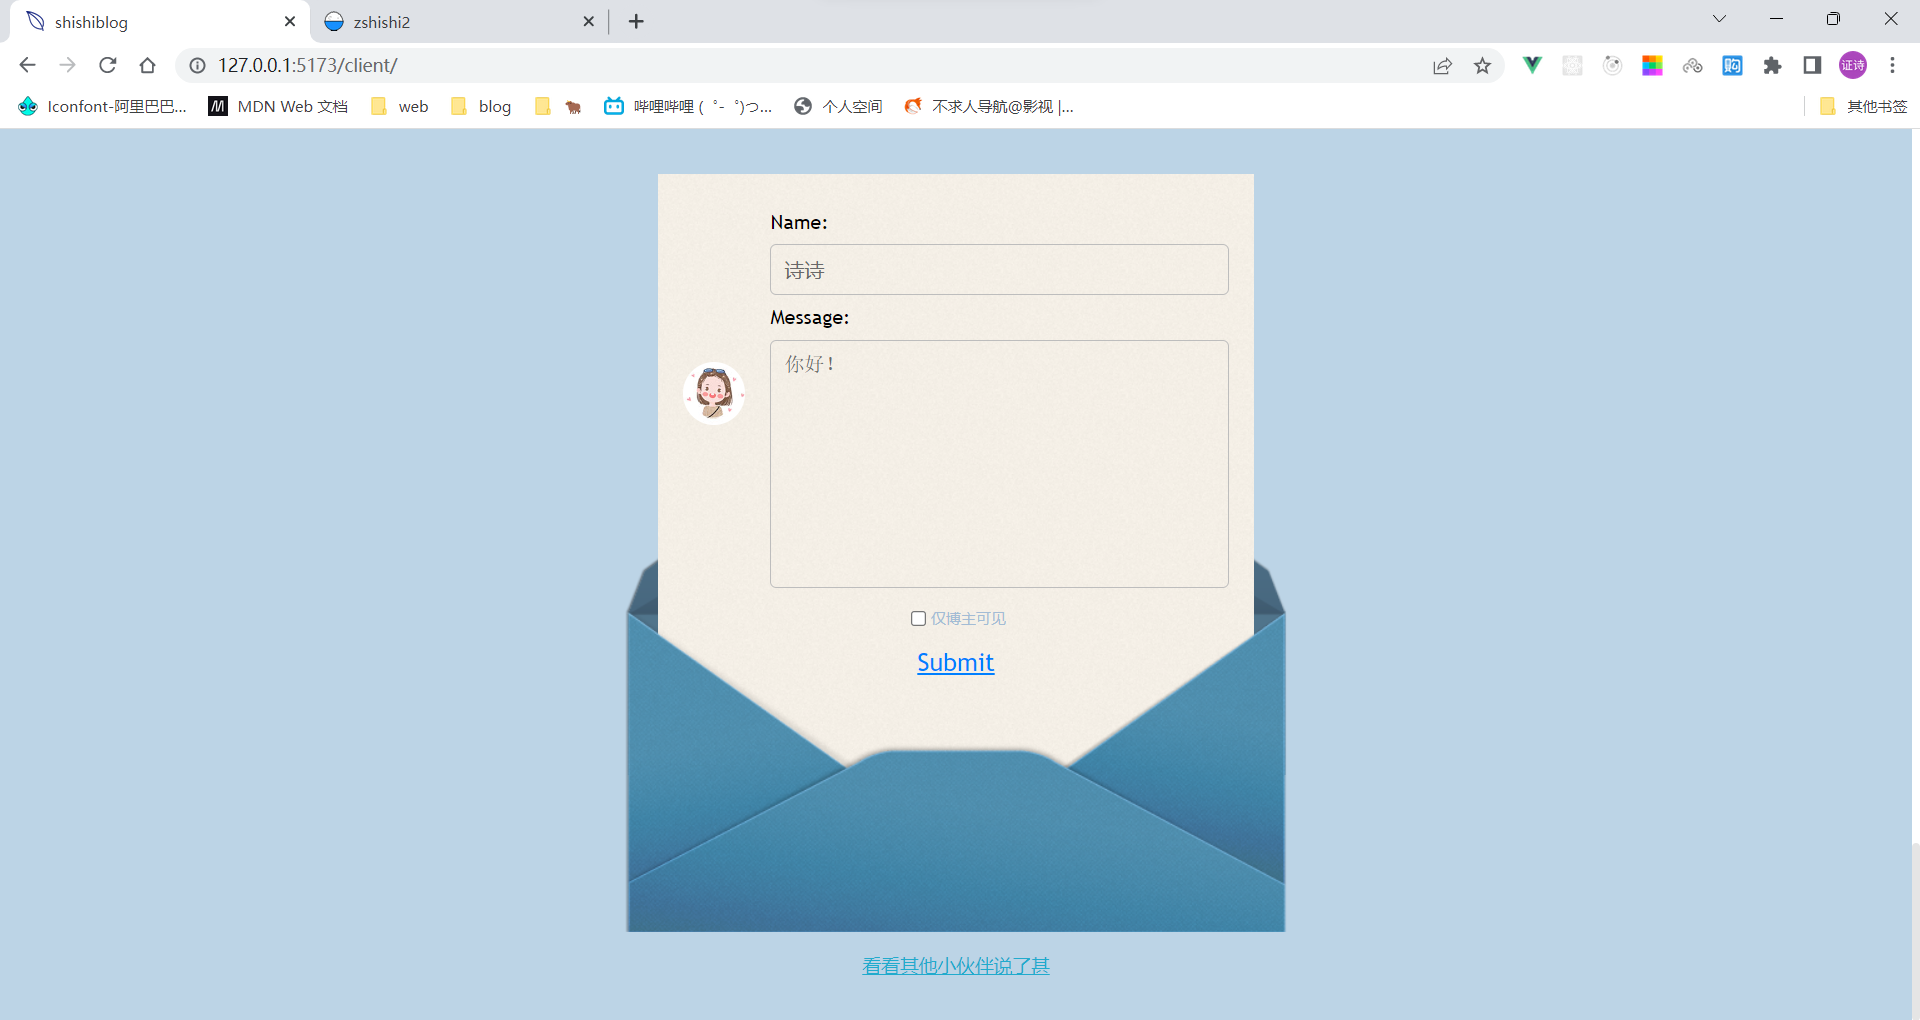 shishiblog
zshishi2
127.0.0.1:5173/client/
证诗
Iconfont-阿里巴巴...
MDN Web 文档
web
blog
哔哩哔哩 (゜-゜)つ...
个人空间
不求人导航@影视 |...
其他书签
Name:
诗诗
Message:
你好！
仅博主可见
Submit
看看其他小伙伴说了甚